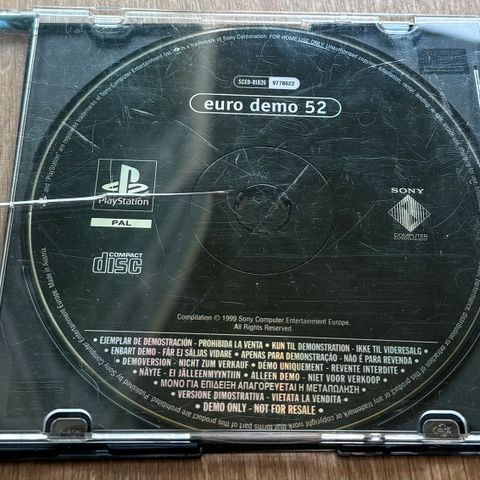 SCED-01826 9778622
euro demo 52
PlayStation
PAL
COMPACT
disc
SONY
COMPUTER
ENTERTAINMENT
Compilation © 1999 Sony Computer Entertainment Europe.
All Rights Reserved.
EJEMPLAR DE DEMOSTRACIÓN - PROHIBIDA LA VENTA • KUN TIL DEMONSTRATION - IKKE TIL VIDERESALG
ENBART DEMO - FÅR EJ SÄLJAS VIDARE • APENAS PARA DEMONSTRAÇÃO - NÃO É PARA REVENDA
DEMOVERSION - NICHT ZUM VERKAUF • DEMO UNIQUEMENT - REVENTE INTERDITE
NÄYTE - EI JÄLLEENMYYNTIIN • ALLEEN DEMO - NIET VOOR VERKOOP
ΜΟΝΟ ΓΙΑ ΕΠΙΔΕΙΞΗ ΑΠΑΓΟΡΕΥΕΤΑΙ Η ΜΕΤΑΠΩΛΗΣΗ
VERSIONE DIMOSTRATIVA - VIETATA LA VENDITA
DEMO ONLY - NOT FOR RESALE